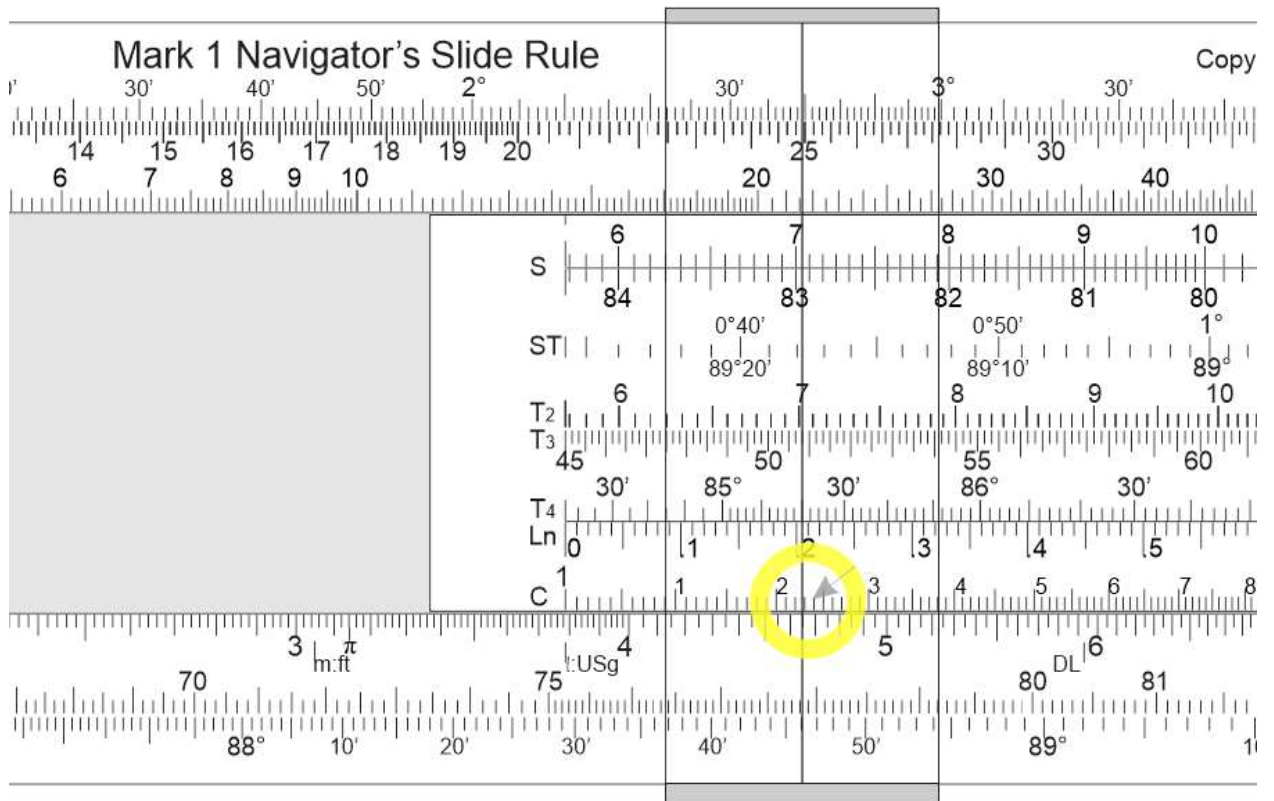 Mark 1 Navigator's Slide Rule Copy
30' 40' 50' 2° 30' 3° 30'
14 15 16 17 18 19 20 25 30
6 7 8 9 10 20 30 40
6 7 8 9 10
S
84 83 82 81 80
0°40' 0°50' 1°
ST
89°20' 89°10' 89°
6 7 8 9 10
T2
T3
45 50 55 60
30' 85° 30' 86° 30'
T4
Ln 0 .1 .2 .3 .4 .5
1 1 2 3 4 5 6 7 8
C
3 π 4 5 6
m:ft l:USg DL
70 75 80 81
88° 10' 20' 30' 40' 50' 89°